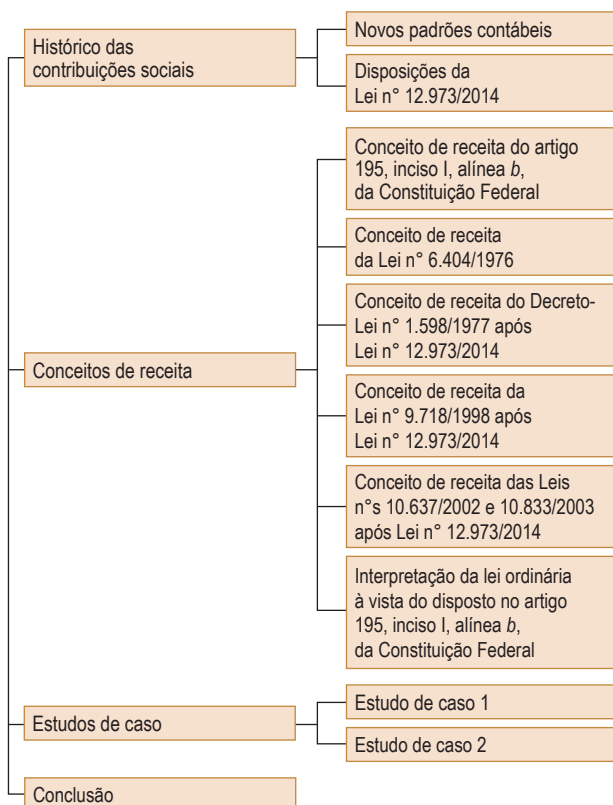 Histórico das
contribuições sociais
Novos padrões contábeis
Disposições da
Lei n° 12.973/2014
Conceitos de receita
Conceito de receita do artigo
195, inciso I, alínea b,
da Constituição Federal
Conceito de receita
da Lei n° 6.404/1976
Conceito de receita do Decreto-
Lei n° 1.598/1977 após
Lei n° 12.973/2014
Conceito de receita da
Lei n° 9.718/1998 após
Lei n° 12.973/2014
Conceito de receita das Leis
n°s 10.637/2002 e 10.833/2003
após Lei n° 12.973/2014
Interpretação da lei ordinária
à vista do disposto no artigo
195, inciso I, alínea b,
da Constituição Federal
Estudos de caso
Estudo de caso 1
Estudo de caso 2
Conclusão